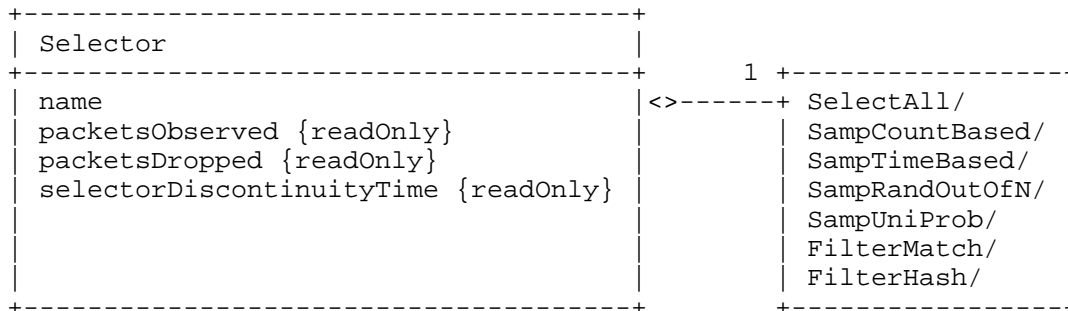 +--------------------------------------+
| Selector                             |
+--------------------------------------+      1 +------------------
| name                                 |<>------+ SelectAll/
| packetsObserved {readOnly}           |        | SampCountBased/
| packetsDropped {readOnly}            |        | SampTimeBased/
| selectorDiscontinuityTime {readOnly} |        | SampRandOutOfN/
|                                      |        | SampUniProb/
|                                      |        | FilterMatch/
|                                      |        | FilterHash/
+--------------------------------------+        +------------------